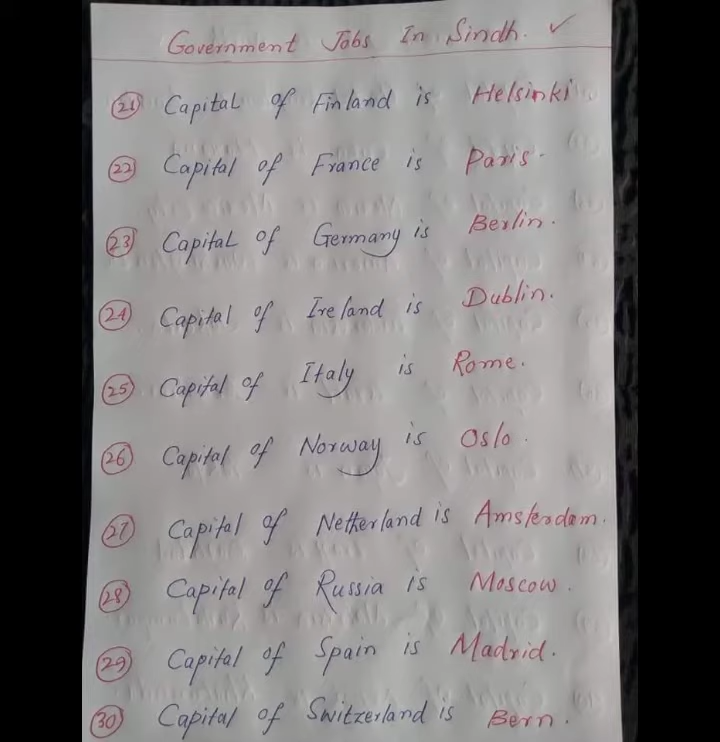 Government Jobs In Sindh. ✓
21 Capital of Finland is Helsinki
22 Capital of France is Paris.
23 Capital of Germany is Berlin.
24 Capital of Ireland is Dublin.
25 Capital of Italy is Rome.
26 Capital of Norway is Oslo.
27 Capital of Netherland is Amsterdam.
28 Capital of Russia is Moscow.
29 Capital of Spain is Madrid.
30 Capital of Switzerland is Bern.